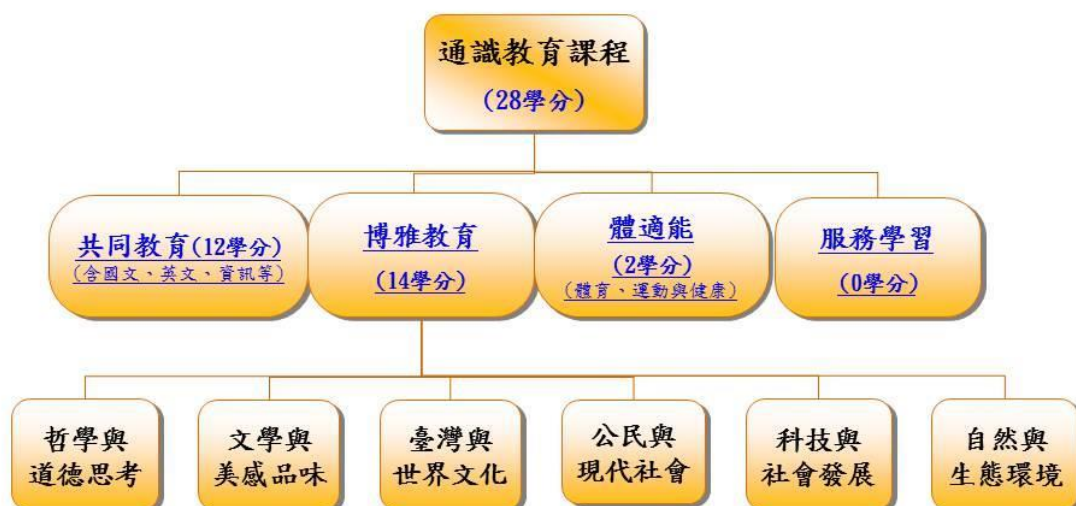 通識教育課程
(28學分)
共同教育(12學分)
(含國文、英文、資訊等)
博雅教育
(14學分)
體適能
(2學分)
(體育、運動與健康)
服務學習
(0學分)
哲學與
道德思考
文學與
美感品味
臺灣與
世界文化
公民與
現代社會
科技與
社會發展
自然與
生態環境